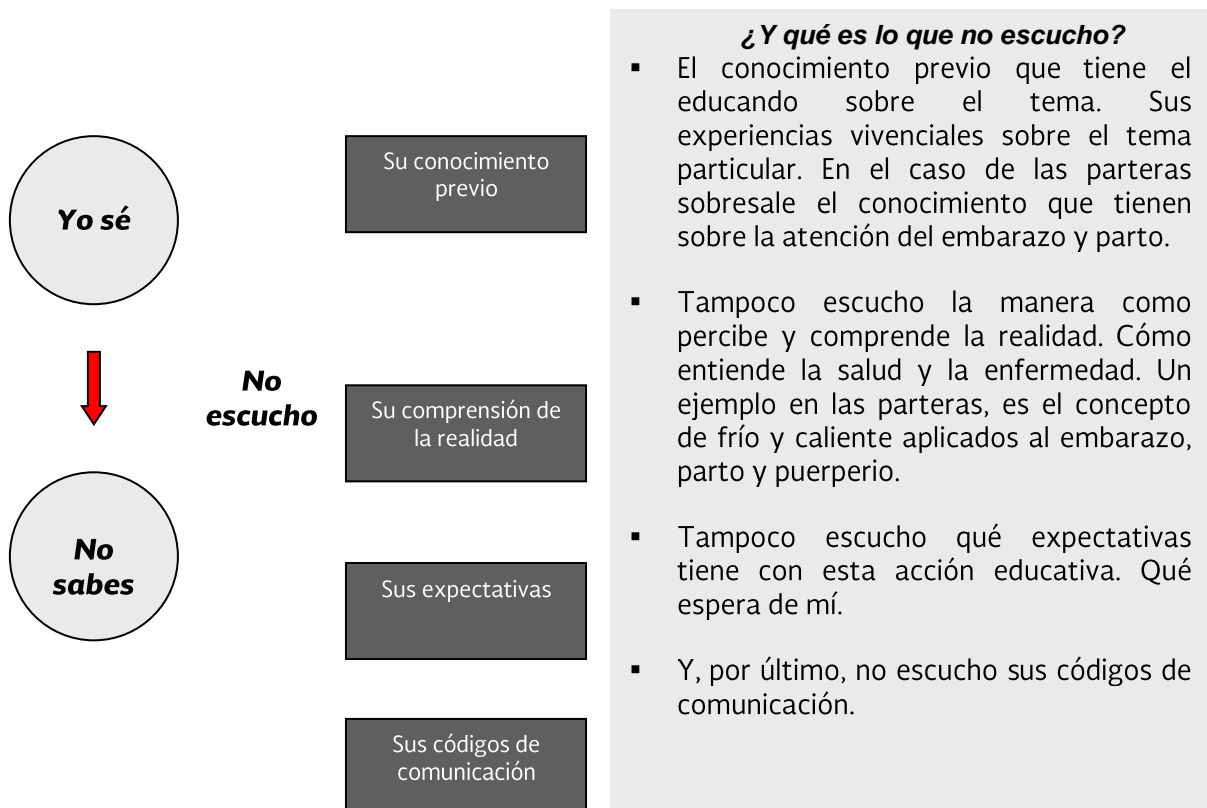 Yo sé
No
sabes
No
escucho
Su conocimiento
previo
Su comprensión de
la realidad
Sus expectativas
Sus códigos de
comunicación
¿Y qué es lo que no escucho?
▪ El conocimiento previo que tiene el
educando sobre el tema. Sus
experiencias vivenciales sobre el tema
particular. En el caso de las parteras
sobresale el conocimiento que tienen
sobre la atención del embarazo y parto.
▪ Tampoco escucho la manera como
percibe y comprende la realidad. Cómo
entiende la salud y la enfermedad. Un
ejemplo en las parteras, es el concepto
de frío y caliente aplicados al embarazo,
parto y puerperio.
▪ Tampoco escucho qué expectativas
tiene con esta acción educativa. Qué
espera de mí.
▪ Y, por último, no escucho sus códigos de
comunicación.